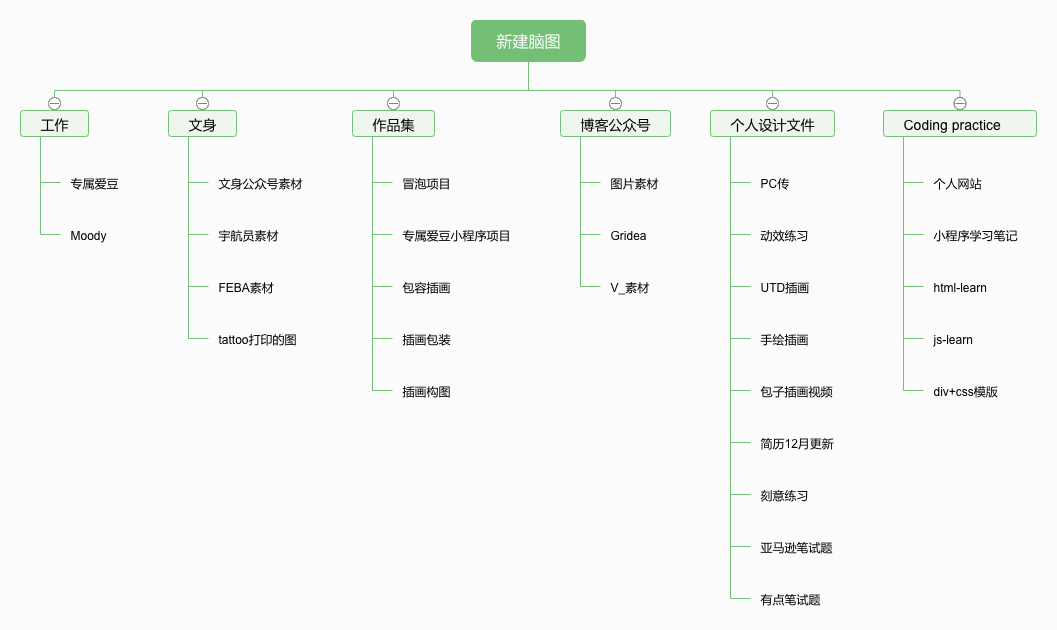 新建脑图
工作
专属爱豆
Moody
文身
文身公众号素材
宇航员素材
FEBA素材
tattoo打印的图
作品集
冒泡项目
专属爱豆小程序项目
包容插画
插画包装
插画构图
博客公众号
图片素材
Gridea
V_素材
个人设计文件
PC传
动效练习
UTD插画
手绘插画
包子插画视频
简历12月更新
刻意练习
亚马逊笔试题
有点笔试题
Coding practice
个人网站
小程序学习笔记
html-learn
js-learn
div+css模版